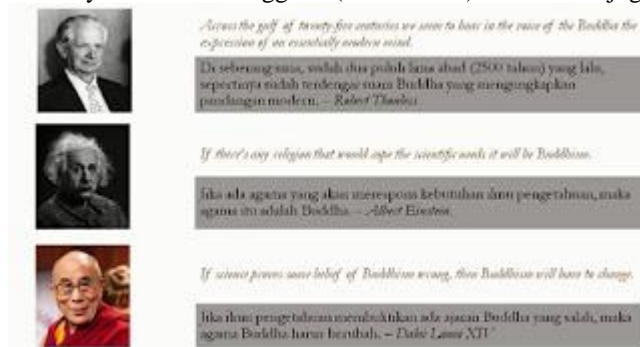 Across the gulf of twenty-five centuries we seem to hear in the voice of the Buddha the
expression of an essentially modern mind.
Di seberang sana, sudah dua puluh lima abad (2500 tahun) yang lalu,
sepertinya sudah terdengar suara Buddha yang mengungkapkan
pandangan modern. – Robert Thouless
If there's any religion that would cope the scientific needs it will be Buddhism.
Jika ada agama yang akan merespons kebutuhan ilmu pengetahuan, maka
agama itu adalah Buddha. – Albert Einstein
If science proves some belief of Buddhism wrong, then Buddhism will have to change.
Jika ilmu pengetahuan membuktikan ada ajaran Buddha yang salah, maka
agama Buddha harus berubah. – Dalai Lama XIV